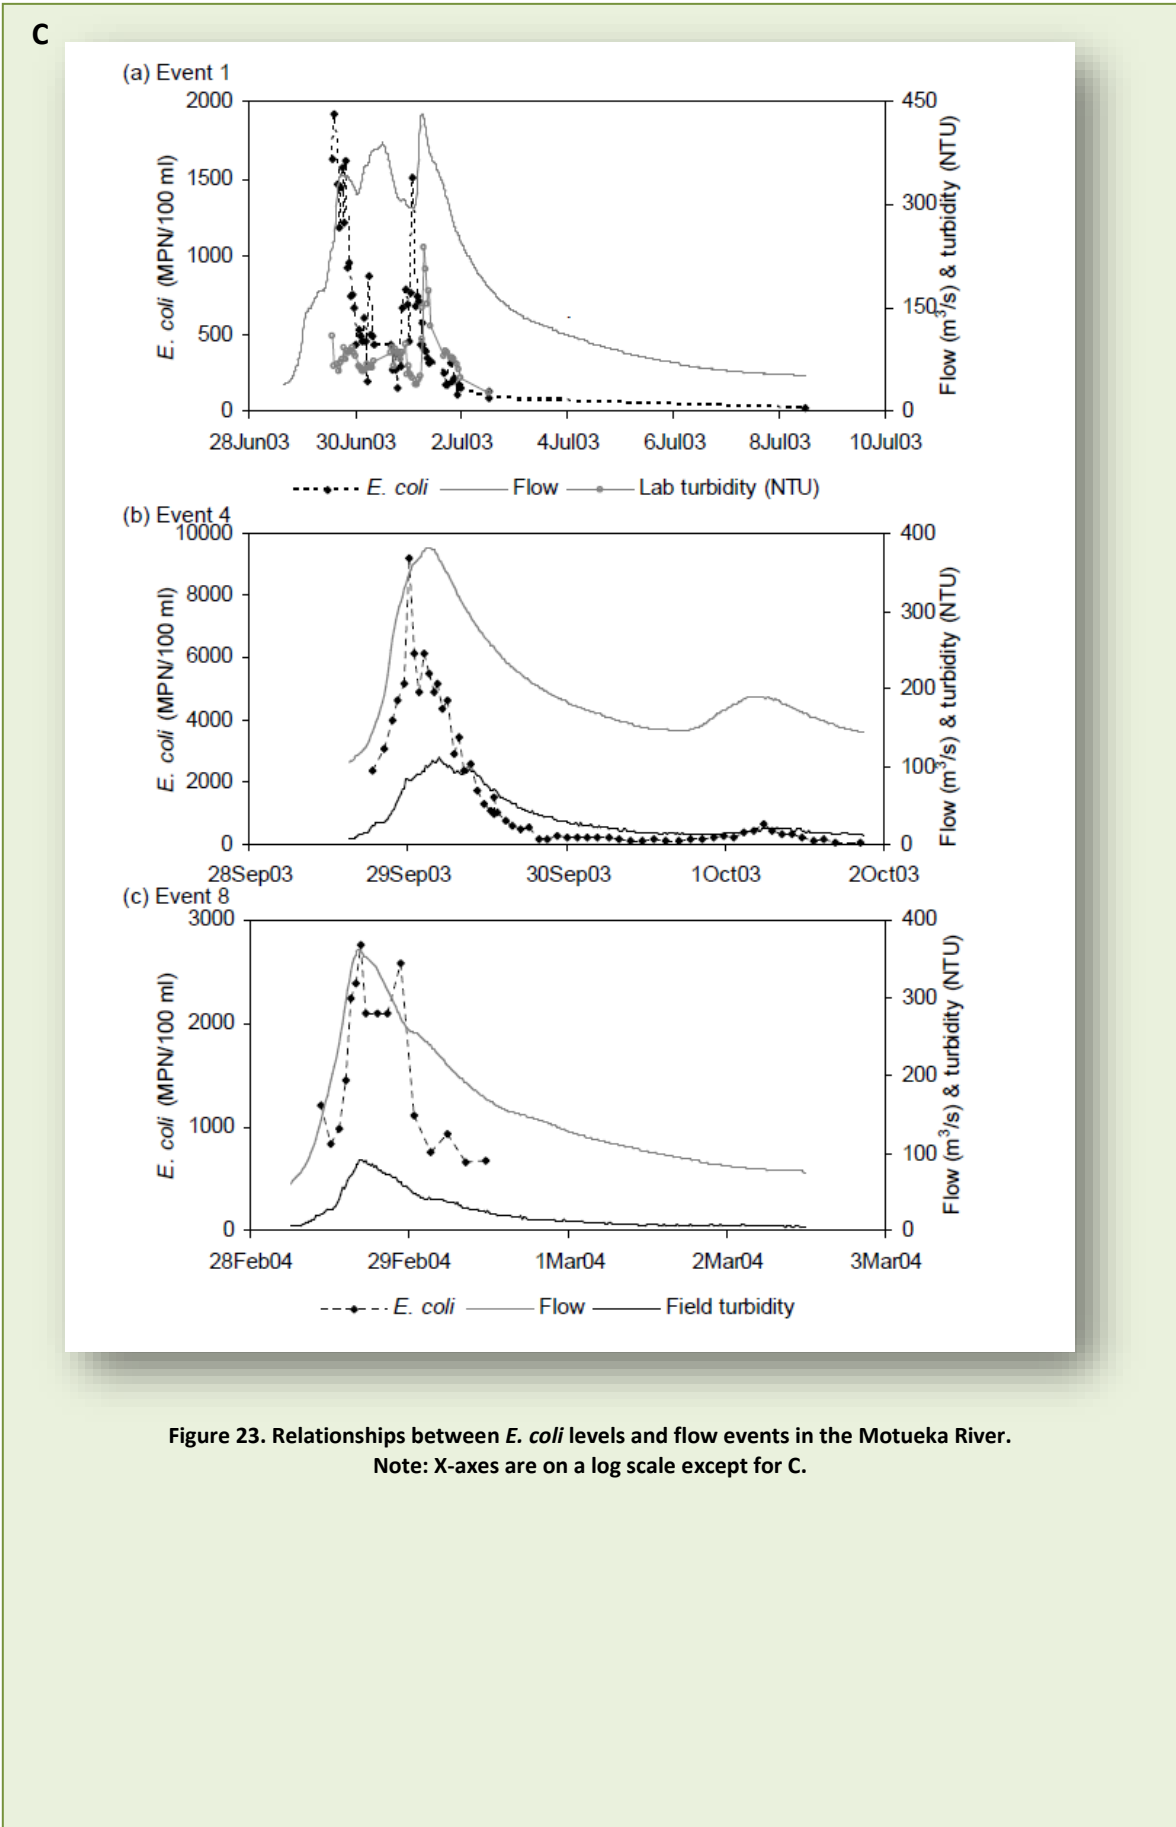 C
(a) Event 1
2000
1500
1000
500
0
E. coli (MPN/100 ml)
450
300
150
0
Flow (m³/s) & turbidity (NTU)
28Jun03 30Jun03 2Jul03 4Jul03 6Jul03 8Jul03 10Jul03
E. coli Flow Lab turbidity (NTU)
(b) Event 4
10000
8000
6000
4000
2000
0
E. coli (MPN/100 ml)
400
300
200
100
0
Flow (m³/s) & turbidity (NTU)
28Sep03 29Sep03 30Sep03 1Oct03 2Oct03
(c) Event 8
3000
2000
1000
0
E. coli (MPN/100 ml)
400
300
200
100
0
Flow (m³/s) & turbidity (NTU)
28Feb04 29Feb04 1Mar04 2Mar04 3Mar04
E. coli Flow Field turbidity
Figure 23. Relationships between E. coli levels and flow events in the Motueka River.
Note: X-axes are on a log scale except for C.